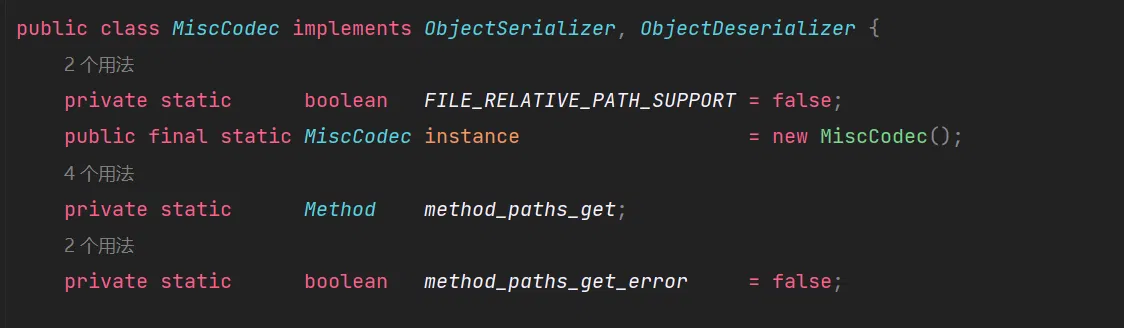 public class MiscCodec implements ObjectSerializer, ObjectDeserializer {
2 个用法
private static boolean FILE_RELATIVE_PATH_SUPPORT = false;
public final static MiscCodec instance = new MiscCodec();
4 个用法
private static Method method_paths_get;
2 个用法
private static boolean method_paths_get_error = false;